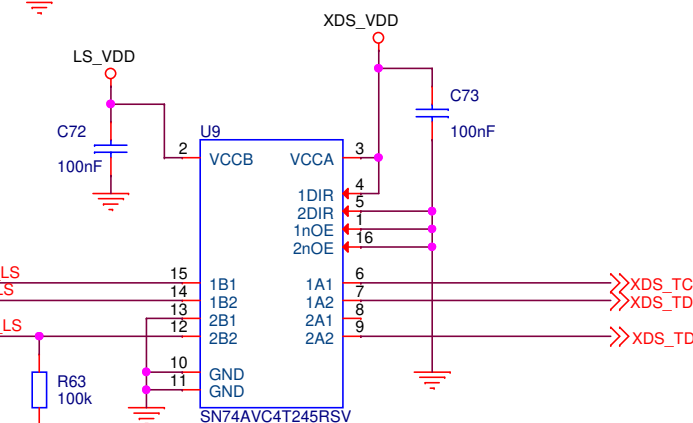 XDS_VDD
LS_VDD
C73
100nF
C72
100nF
U9
2
VCCB
VCCA
3
1DIR
4
2DIR
5
1nOE
1
2nOE
16
_LS
15
1B1
1A1
6
XDS_TC
LS
14
1B2
1A2
7
XDS_TD
13
2B1
2A1
8
_LS
12
2B2
2A2
9
XDS_TD
10
GND
11
GND
R63
100k
SN74AVC4T245RSV